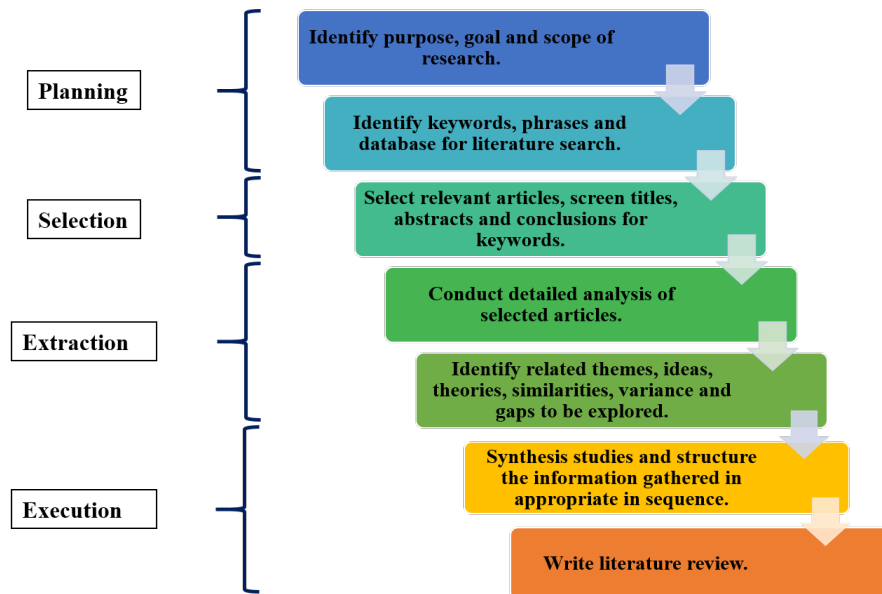 Identify purpose, goal and scope of
research.
Planning
Identify keywords, phrases and
database for literature search.
Selection
Select relevant articles, screen titles,
abstracts and conclusions for
keywords.
Extraction
Conduct detailed analysis of
selected articles.
Identify related themes, ideas,
theories, similarities, variance and
gaps to be explored.
Execution
Synthesis studies and structure
the information gathered in
appropriate in sequence.
Write literature review.